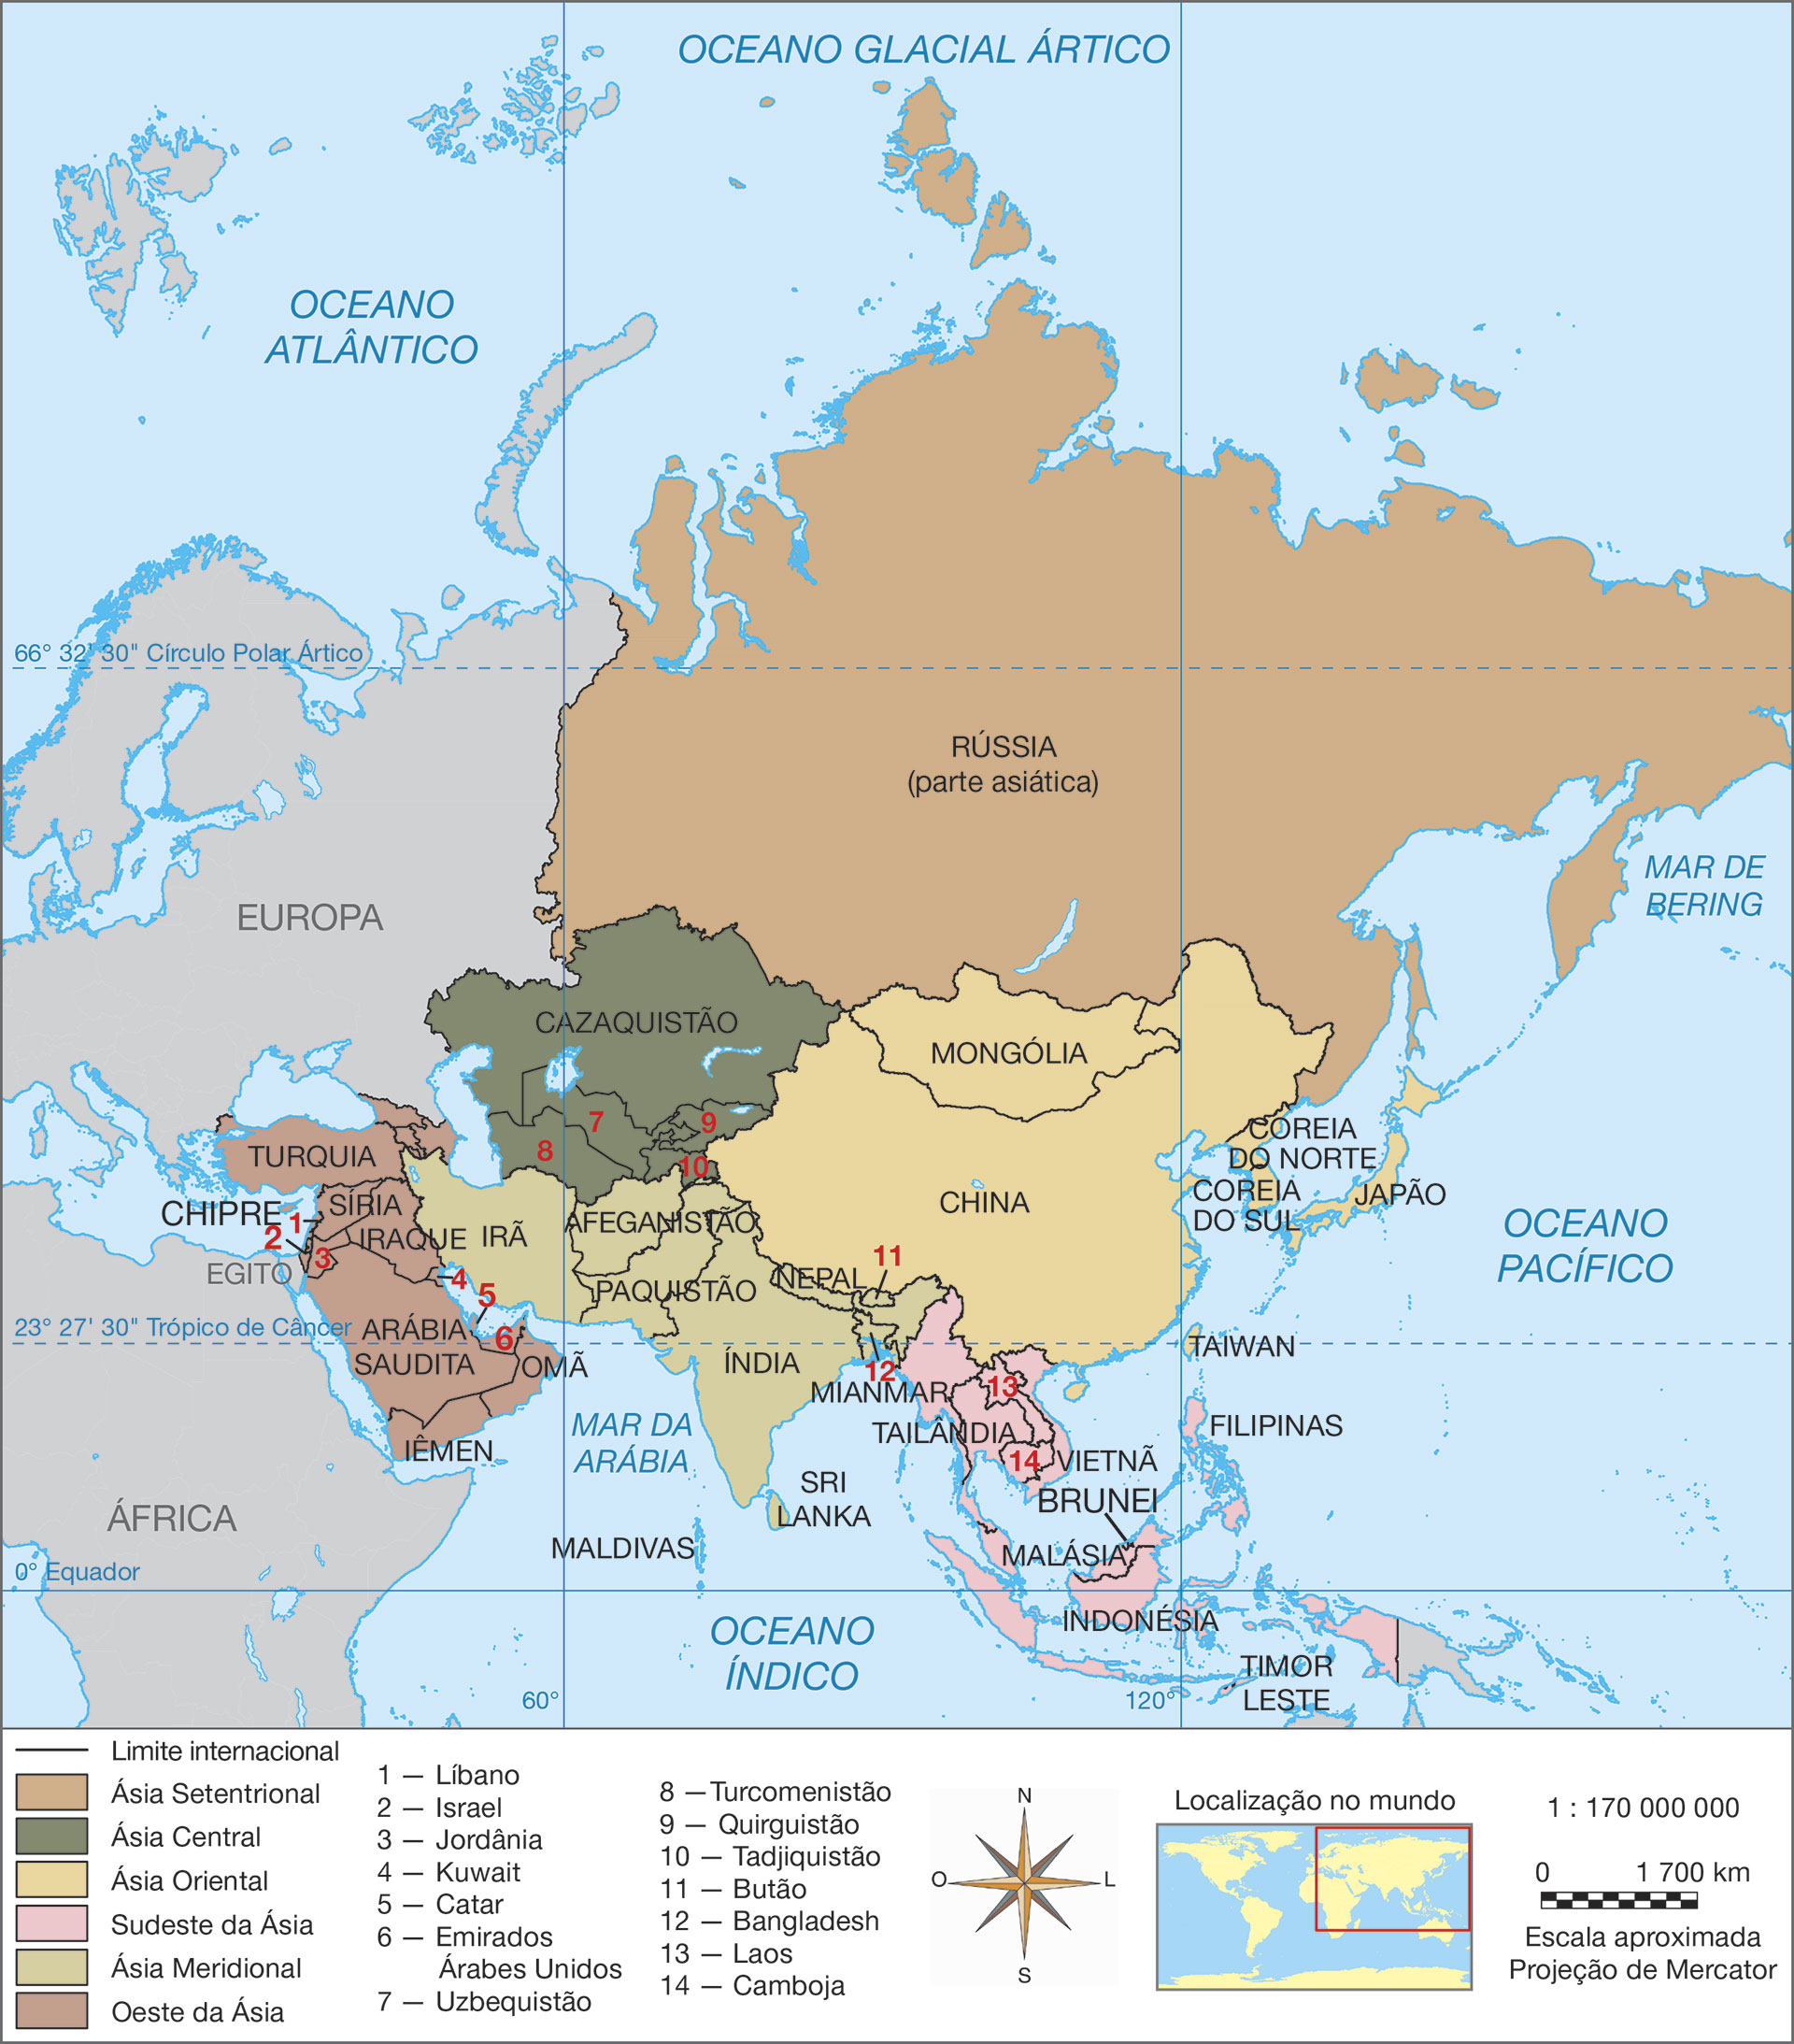 OCEANO GLACIAL ÁRTICO
OCEANO
ATLÂNTICO
66° 32' 30" Círculo Polar Ártico
RÚSSIA
(parte asiática)
MAR DE
BERING
EUROPA
CAZAQUISTÃO
MONGÓLIA
7
9
8
10
COREIA
DO NORTE
TURQUIA
CHINA
COREIA
DO SUL
JAPÃO
SÍRIA
CHIPRE
1
2
3
IRAQUE
IRÃ
AFEGANISTÃO
OCEANO
PACÍFICO
EGITO
4
5
PAQUISTÃO
NEPAL
11
23° 27' 30" Trópico de Câncer
ARÁBIA
SAUDITA
6
OMÃ
ÍNDIA
12
TAIWAN
MIANMAR
13
TAILÂNDIA
FILIPINAS
MAR DA
ARÁBIA
IÊMEN
14
VIETNÃ
SRI
LANKA
BRUNEI
ÁFRICA
MALDIVAS
MALÁSIA
0° Equador
OCEANO
ÍNDICO
INDONÉSIA
TIMOR
LESTE
60°
120°
Limite internacional
Ásia Setentrional
Ásia Central
Ásia Oriental
Sudeste da Ásia
Ásia Meridional
Oeste da Ásia
1 — Líbano
2 — Israel
3 — Jordânia
4 — Kuwait
5 — Catar
6 — Emirados
Árabes Unidos
7 — Uzbequistão
8 —Turcomenistão
9 — Quirguistão
10 — Tadjiquistão
11 — Butão
12 — Bangladesh
13 — Laos
14 — Camboja
N
O
L
S
Localização no mundo
1 : 170 000 000
0 1 700 km
Escala aproximada
Projeção de Mercator